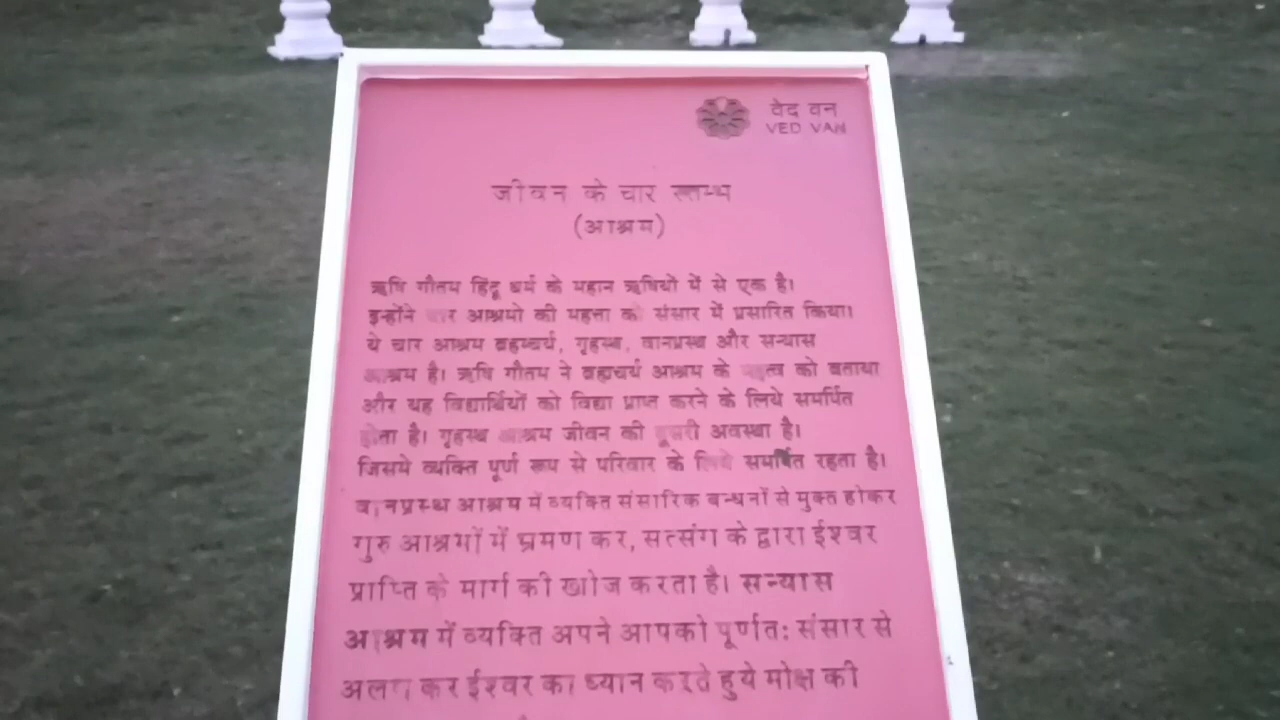 वेद वन
VED VAN
जीवन के चार स्तम्भ
(आश्रम)
ऋषि गौतम हिंदू धर्म के महान ऋषियों में से एक है।
इन्होंने चार आश्रमो की महत्ता को संसार में प्रसारित किया।
ये चार आश्रम ब्रहम्चर्य, गृहस्थ, वानप्रस्थ और सन्यास
आश्रम है। ऋषि गौतम ने ब्रह्मचर्य आश्रम के महत्व को बताया
और यह विद्यार्थियों को विद्या प्राप्त करने के लिये समर्पित
होता है। गृहस्थ आश्रम जीवन की दूसरी अवस्था है।
जिसमे व्यक्ति पूर्ण रूप से परिवार के लिये समर्पित रहता है।
वानप्रस्थ आश्रम में व्यक्ति संसारिक बन्धनों से मुक्त होकर
गुरु आश्रमों में भ्रमण कर, सत्संग के द्वारा ईश्वर
प्राप्ति के मार्ग की खोज करता है। सन्यास
आश्रम में व्यक्ति अपने आपको पूर्णत: संसार से
अलग कर ईश्वर का ध्यान करते हुये मोक्ष की